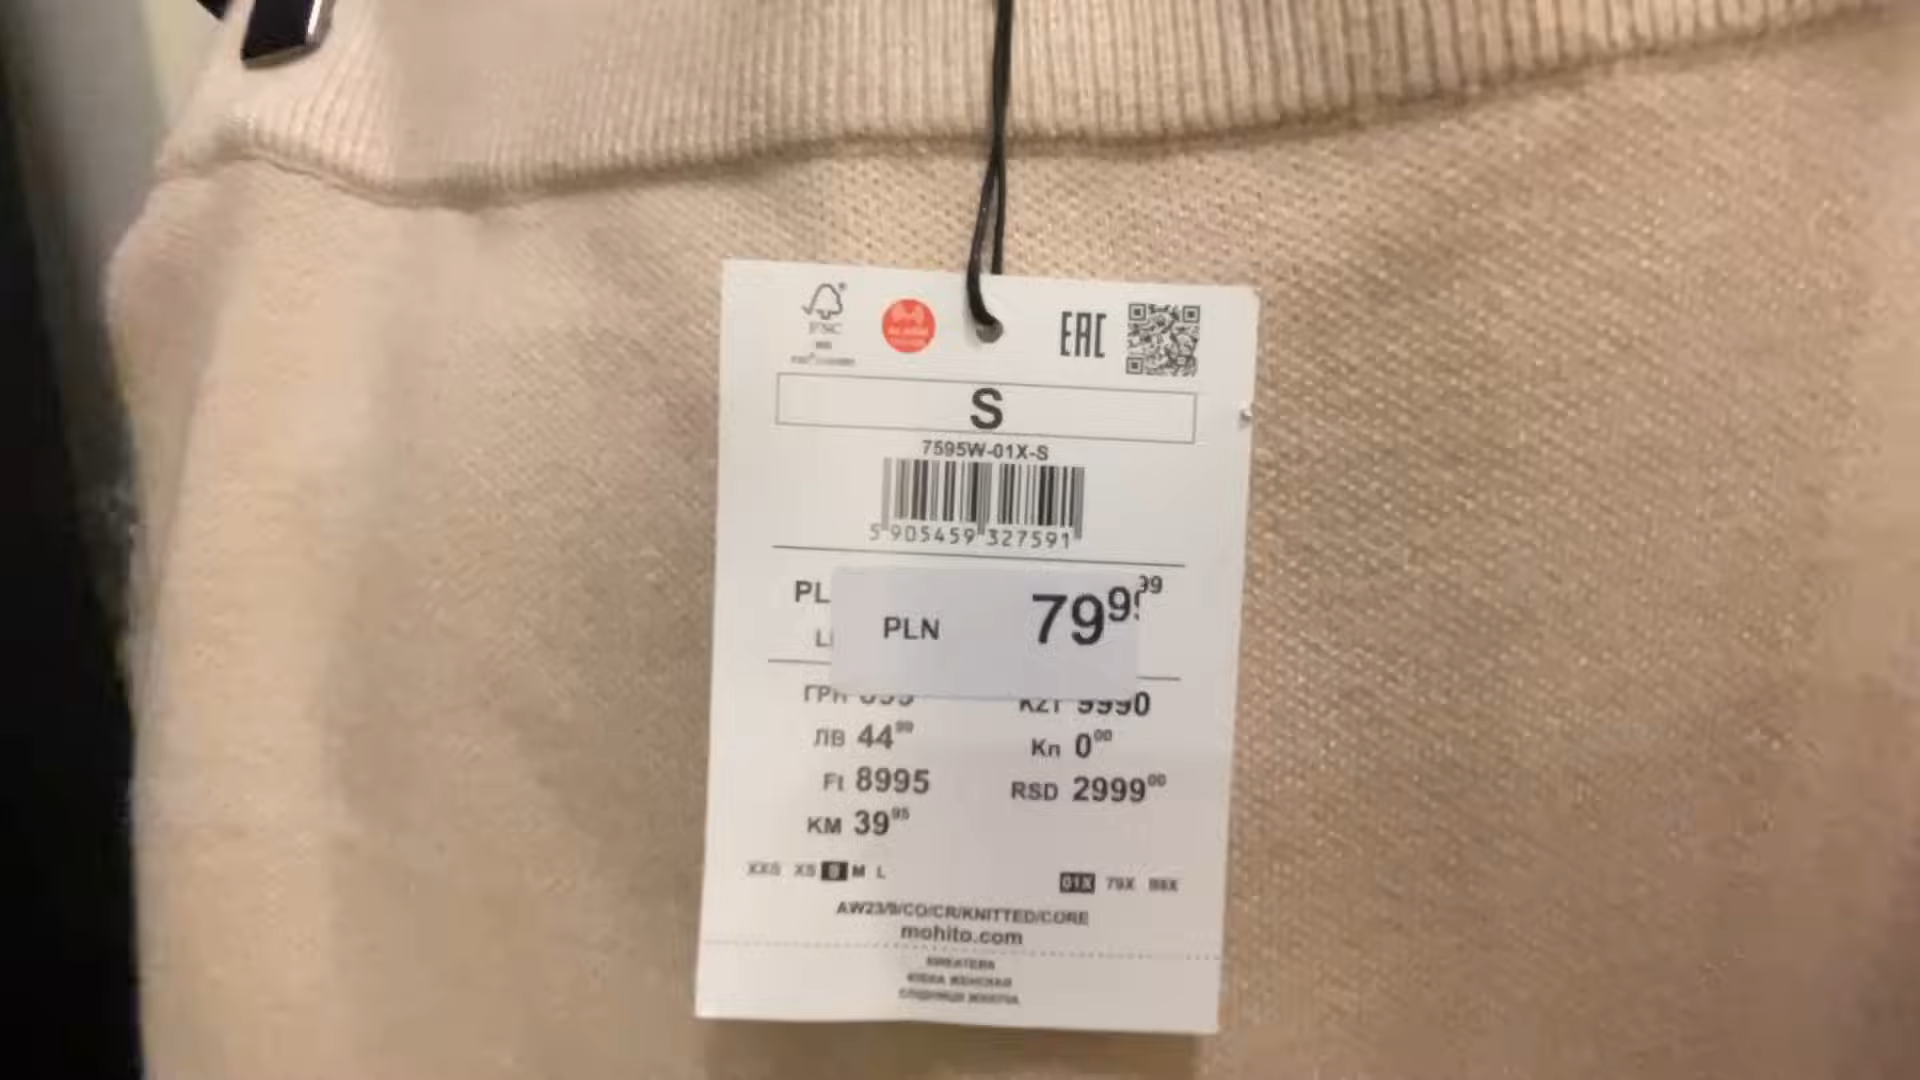 FSC
EAC
S
7595W-01X-S
5 905459 327591
PL 99
PLN 79 99
ГРН KZT 9990
ЛВ 44 99 Kn 0 00
Ft 8995 RSD 2999 00
KM 39 95
XXS XS S M L 01X 79X
AW23/9/CO/CR/KNITTED/CORE
mohito.com